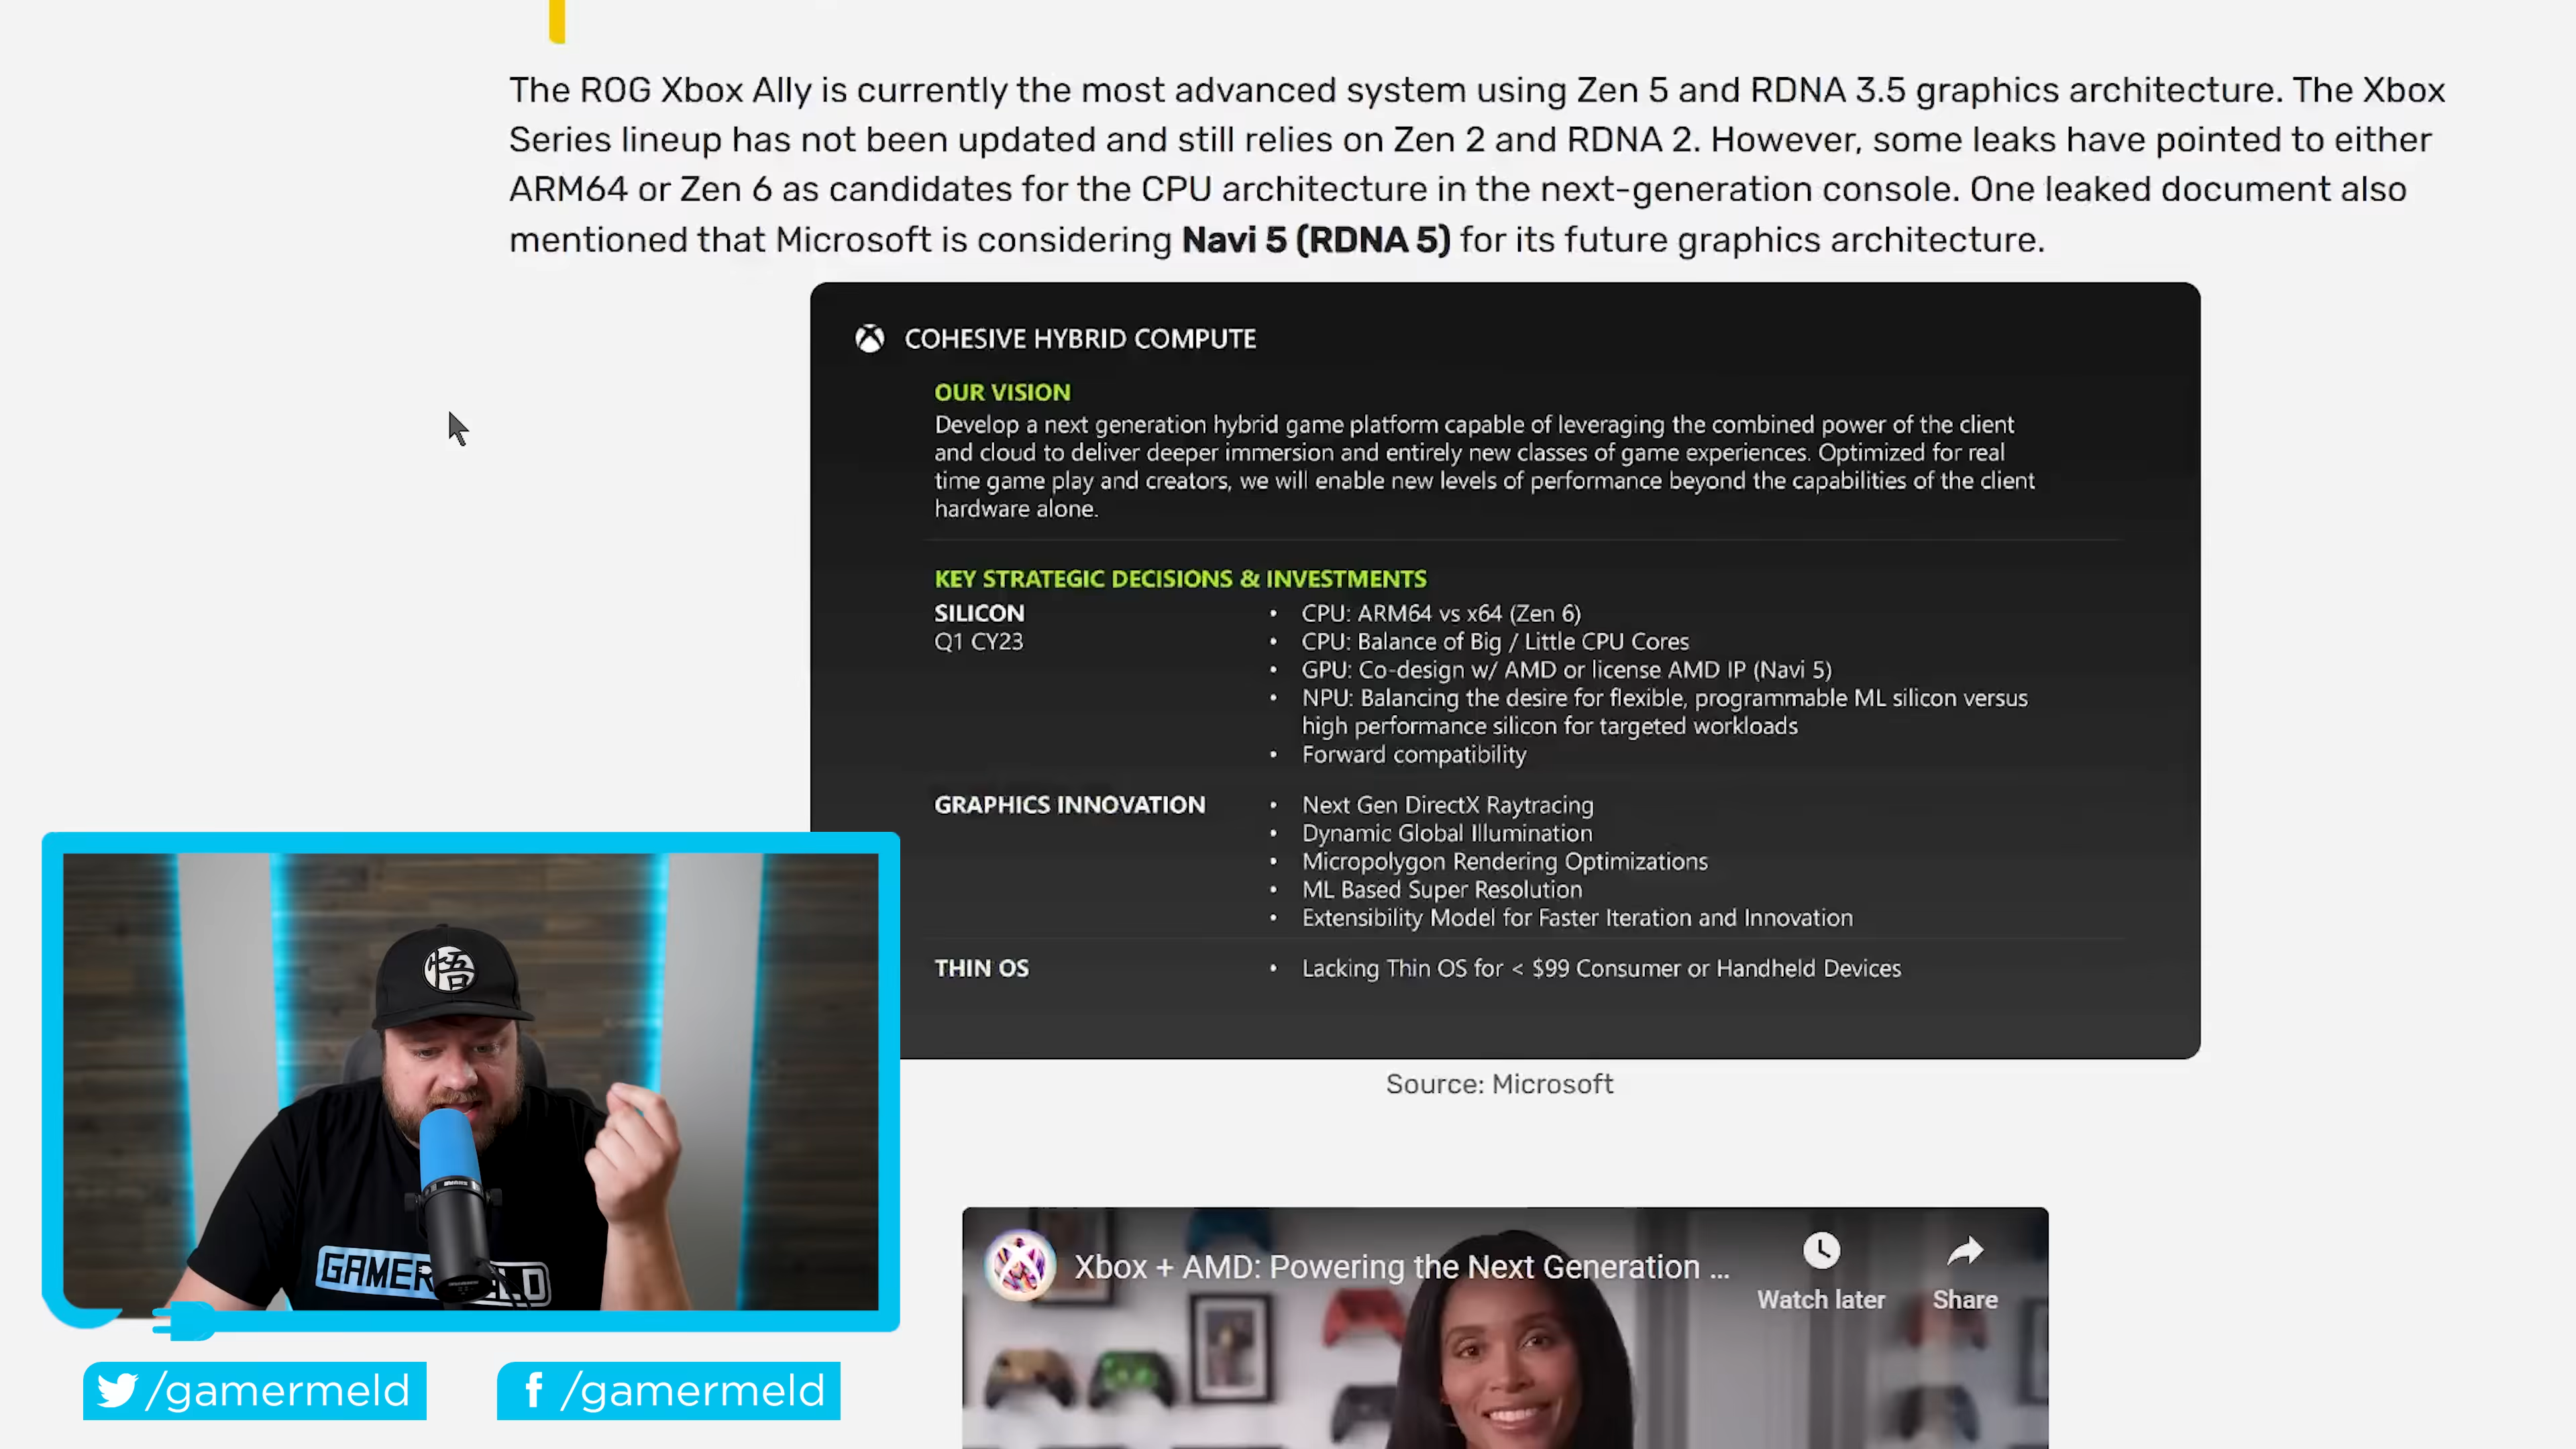 The ROG Xbox Ally is currently the most advanced system using Zen 5 and RDNA 3.5 graphics architecture. The Xbox
Series lineup has not been updated and still relies on Zen 2 and RDNA 2. However, some leaks have pointed to either
ARM64 or Zen 6 as candidates for the CPU architecture in the next-generation console. One leaked document also
mentioned that Microsoft is considering Navi 5 (RDNA 5) for its future graphics architecture.
COHESIVE HYBRID COMPUTE
OUR VISION
Develop a next generation hybrid game platform capable of leveraging the combined power of the client
and cloud to deliver deeper immersion and entirely new classes of game experiences. Optimized for real
time game play and creators, we will enable new levels of performance beyond the capabilities of the client
hardware alone.
KEY STRATEGIC DECISIONS & INVESTMENTS
SILICON
Q1 CY23
• CPU: ARM64 vs x64 (Zen 6)
• CPU: Balance of Big / Little CPU Cores
• GPU: Co-design w/ AMD or license AMD IP (Navi 5)
• NPU: Balancing the desire for flexible, programmable ML silicon versus
high performance silicon for targeted workloads
• Forward compatibility
GRAPHICS INNOVATION
• Next Gen DirectX Raytracing
• Dynamic Global Illumination
• Micropolygon Rendering Optimizations
• ML Based Super Resolution
• Extensibility Model for Faster Iteration and Innovation
THIN OS
• Lacking Thin OS for < $99 Consumer or Handheld Devices
Source: Microsoft
悟
Xbox + AMD: Powering the Next Generation ...
Watch later
Share
/gamermeld
/gamermeld